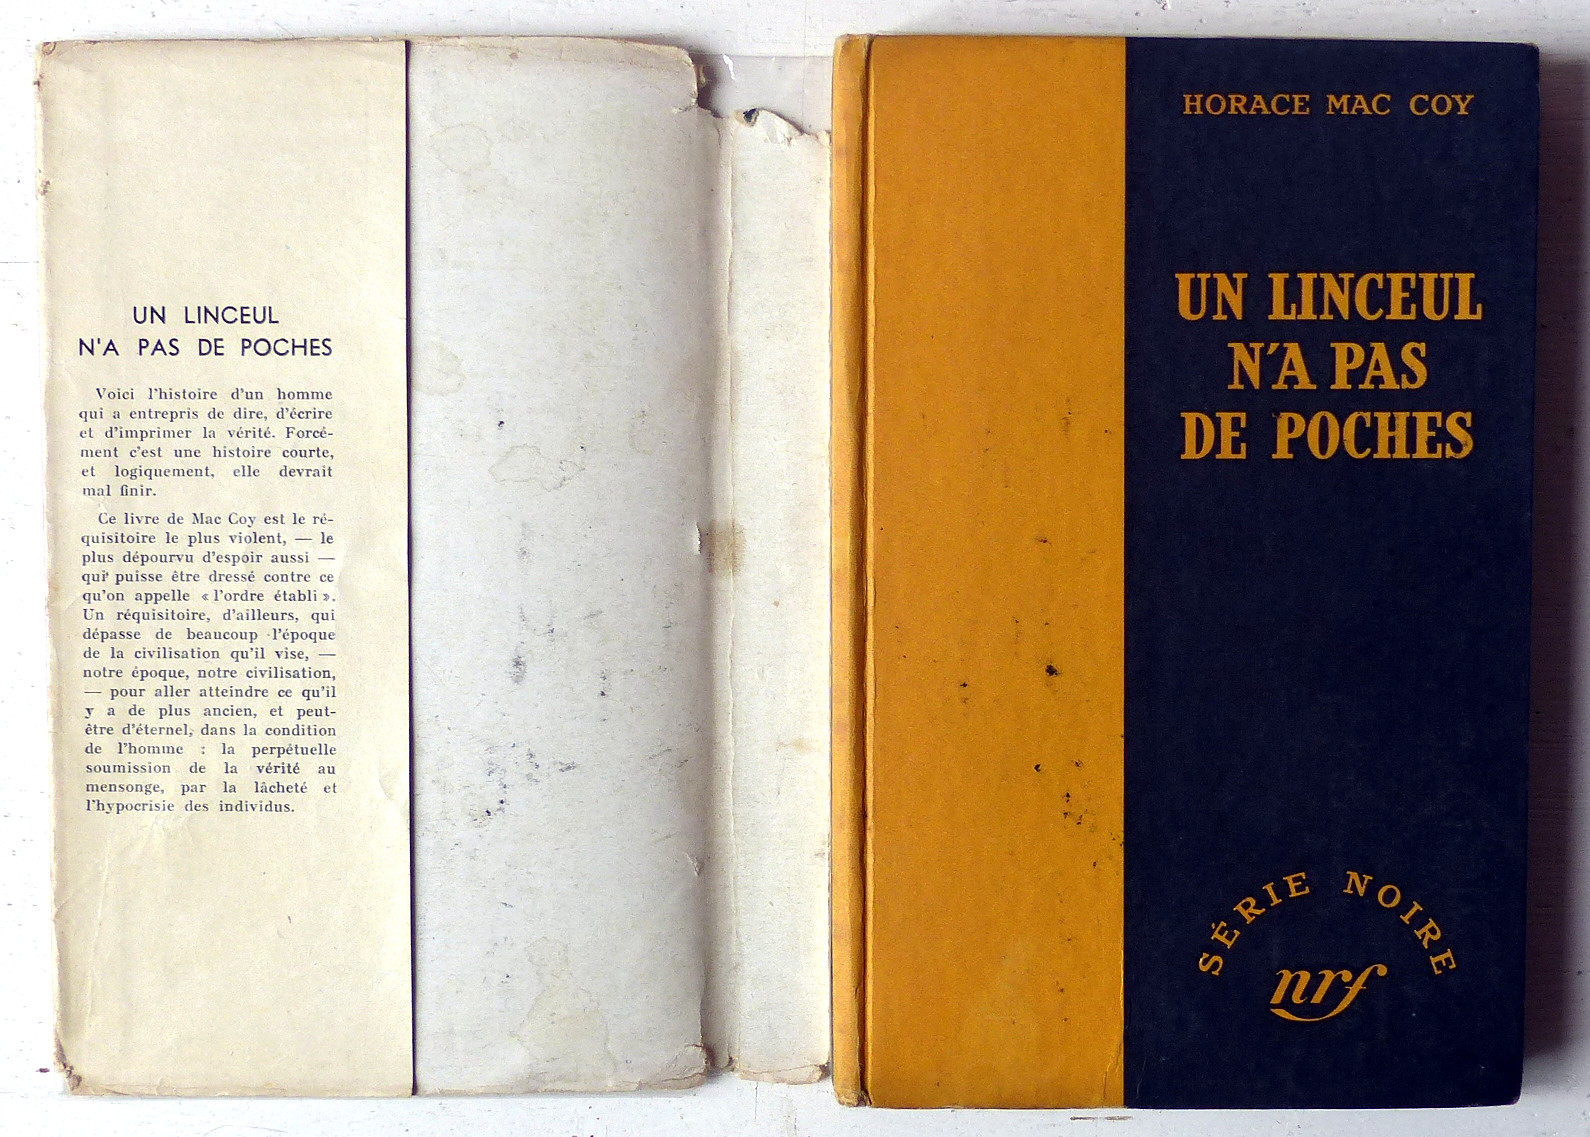 UN LINCEUL
N'A PAS DE POCHES
Voici l'histoire d'un homme
qui a entrepris de dire, d'écrire
et d'imprimer la vérité. Forcé-
ment c'est une histoire courte,
et logiquement, elle devrait
mal finir.
Ce livre de Mac Coy est le ré-
quisitoire le plus violent, — le
plus dépourvu d'espoir aussi —
qui puisse être dressé contre ce
qu'on appelle « l'ordre établi ».
Un réquisitoire, d'ailleurs, qui
dépasse de beaucoup l'époque
de la civilisation qu'il vise, —
notre époque, notre civilisation,
— pour aller atteindre ce qu'il
y a de plus ancien, et peut-
être d'éternel, dans la condition
de l'homme : la perpétuelle
soumission de la vérité au
mensonge, par la lâcheté et
l'hypocrisie des individus.
HORACE MAC COY
UN LINCEUL
N'A PAS
DE POCHES
SÉRIE NOIRE
nrf